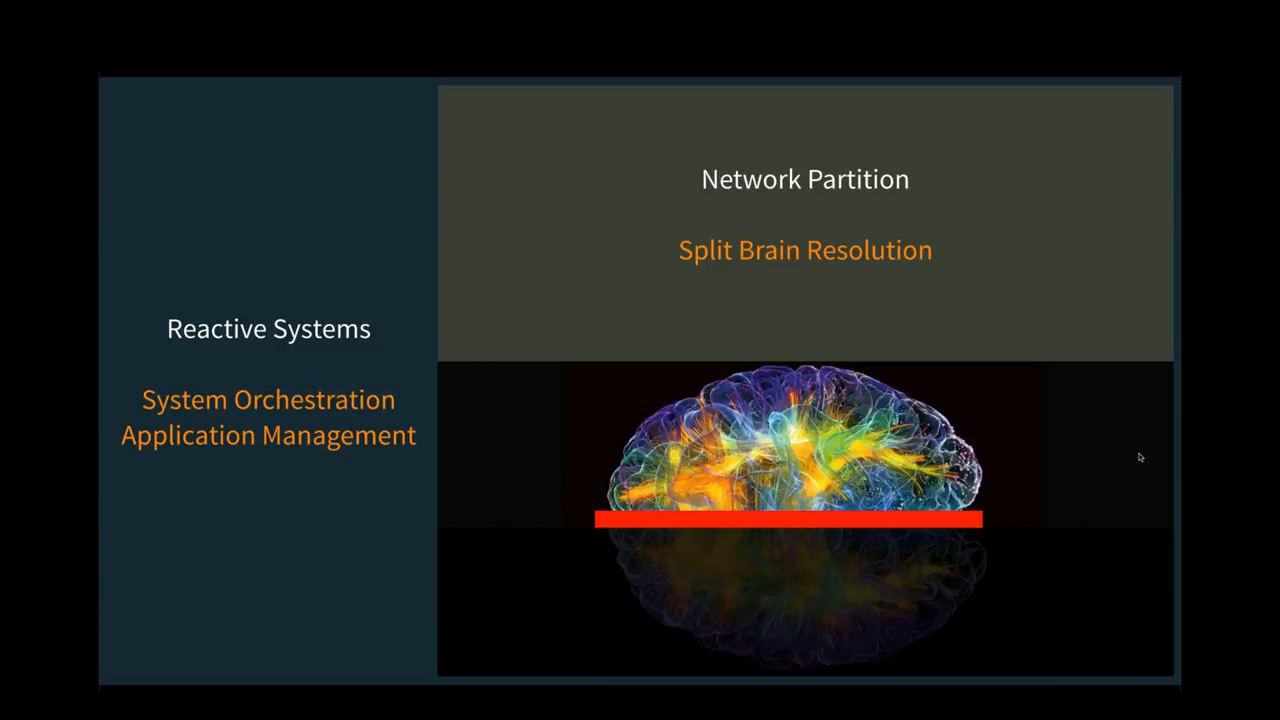 Reactive Systems
System Orchestration
Application Management
Network Partition
Split Brain Resolution